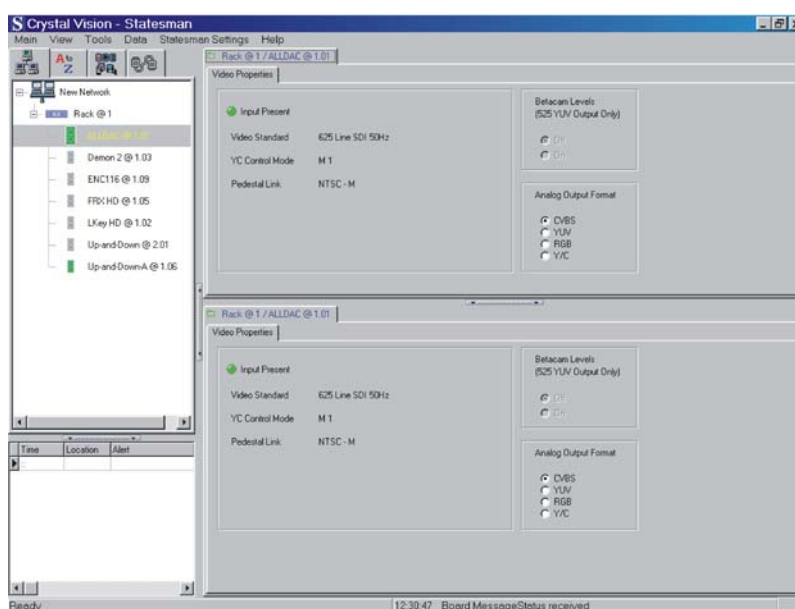 S Crystal Vision - Statesman
Main View Tools Data Statesman Settings Help
New Network
Rack @ 1
ALLDAC @ 1.01
Demon 2 @ 1.03
ENC116 @ 1.09
FRXHD @ 1.05
LKey HD @ 1.02
Up-and-Down @ 2.01
Up-and-Down-A @ 1.06
Time Location Alert
Rack @ 1 / ALLDAC @ 1.01
Video Properties
Input Present
Video Standard 625 Line SDI 50Hz
YC Control Mode M 1
Pedestal Link NTSC - M
Betacam Levels
(525 YUV Output Only)
Off
On
Analog Output Format
CVBS
YUV
RGB
Y/C
Rack @ 1 / ALLDAC @ 1.01
Video Properties
Input Present
Video Standard 625 Line SDI 50Hz
YC Control Mode M 1
Pedestal Link NTSC - M
Betacam Levels
(525 YUV Output Only)
Off
On
Analog Output Format
CVBS
YUV
RGB
Y/C
Ready
12:30:47 Board MessageStatus received